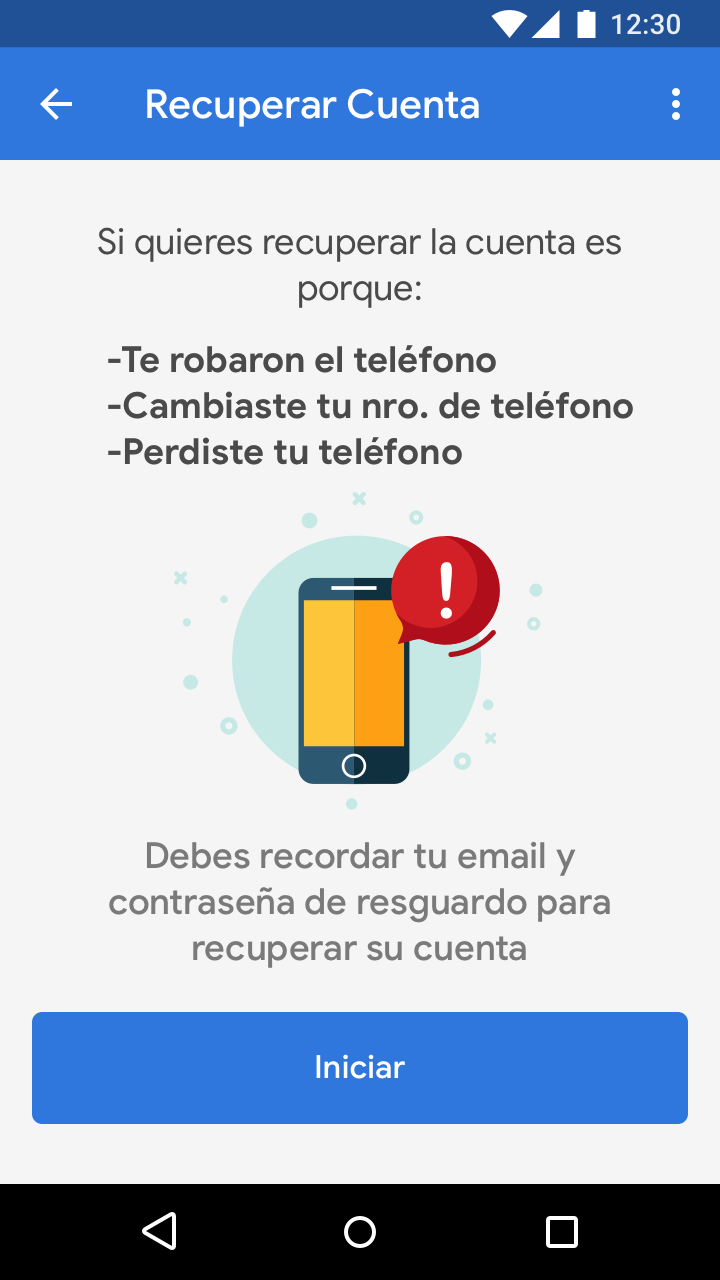 12:30
Recuperar Cuenta
Si quieres recuperar la cuenta es
porque:
-Te robaron el teléfono
-Cambiaste tu nro. de teléfono
-Perdiste tu teléfono
Debes recordar tu email y
contraseña de resguardo para
recuperar su cuenta
Iniciar